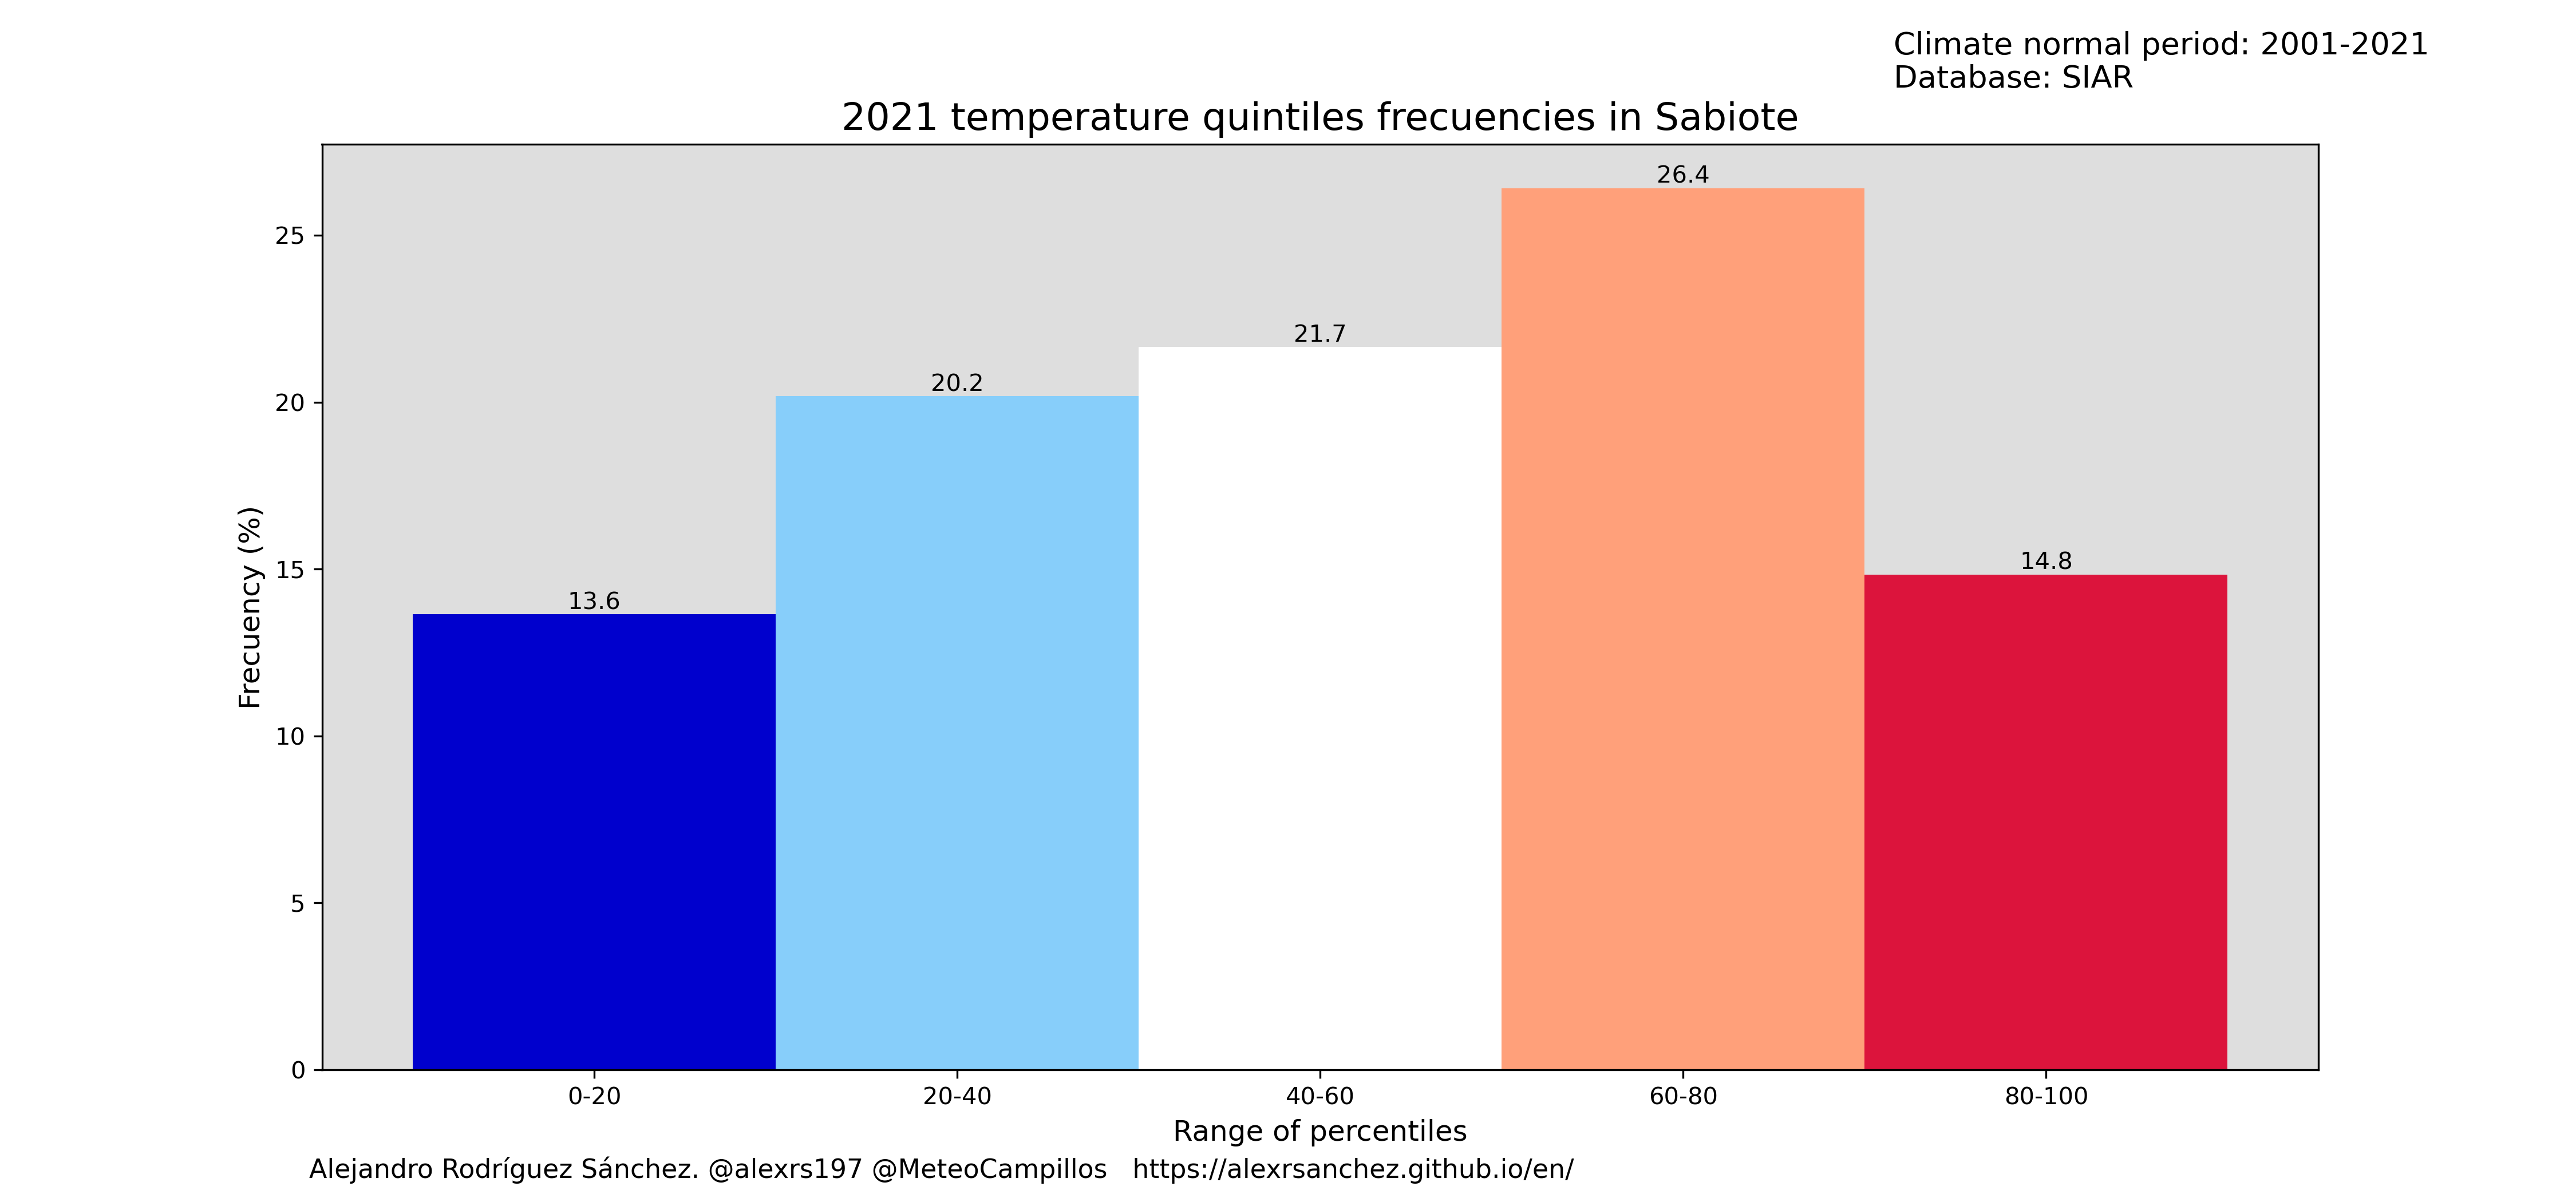 Climate normal period: 2001-2021
Database: SIAR
2021 temperature quintiles frecuencies in Sabiote
Frecuency (%)
25
20
15
10
5
0
13.6
20.2
21.7
26.4
14.8
0-20
20-40
40-60
60-80
80-100
Range of percentiles
Alejandro Rodríguez Sánchez. @alexrs197 @MeteoCampillos https://alexrsanchez.github.io/en/